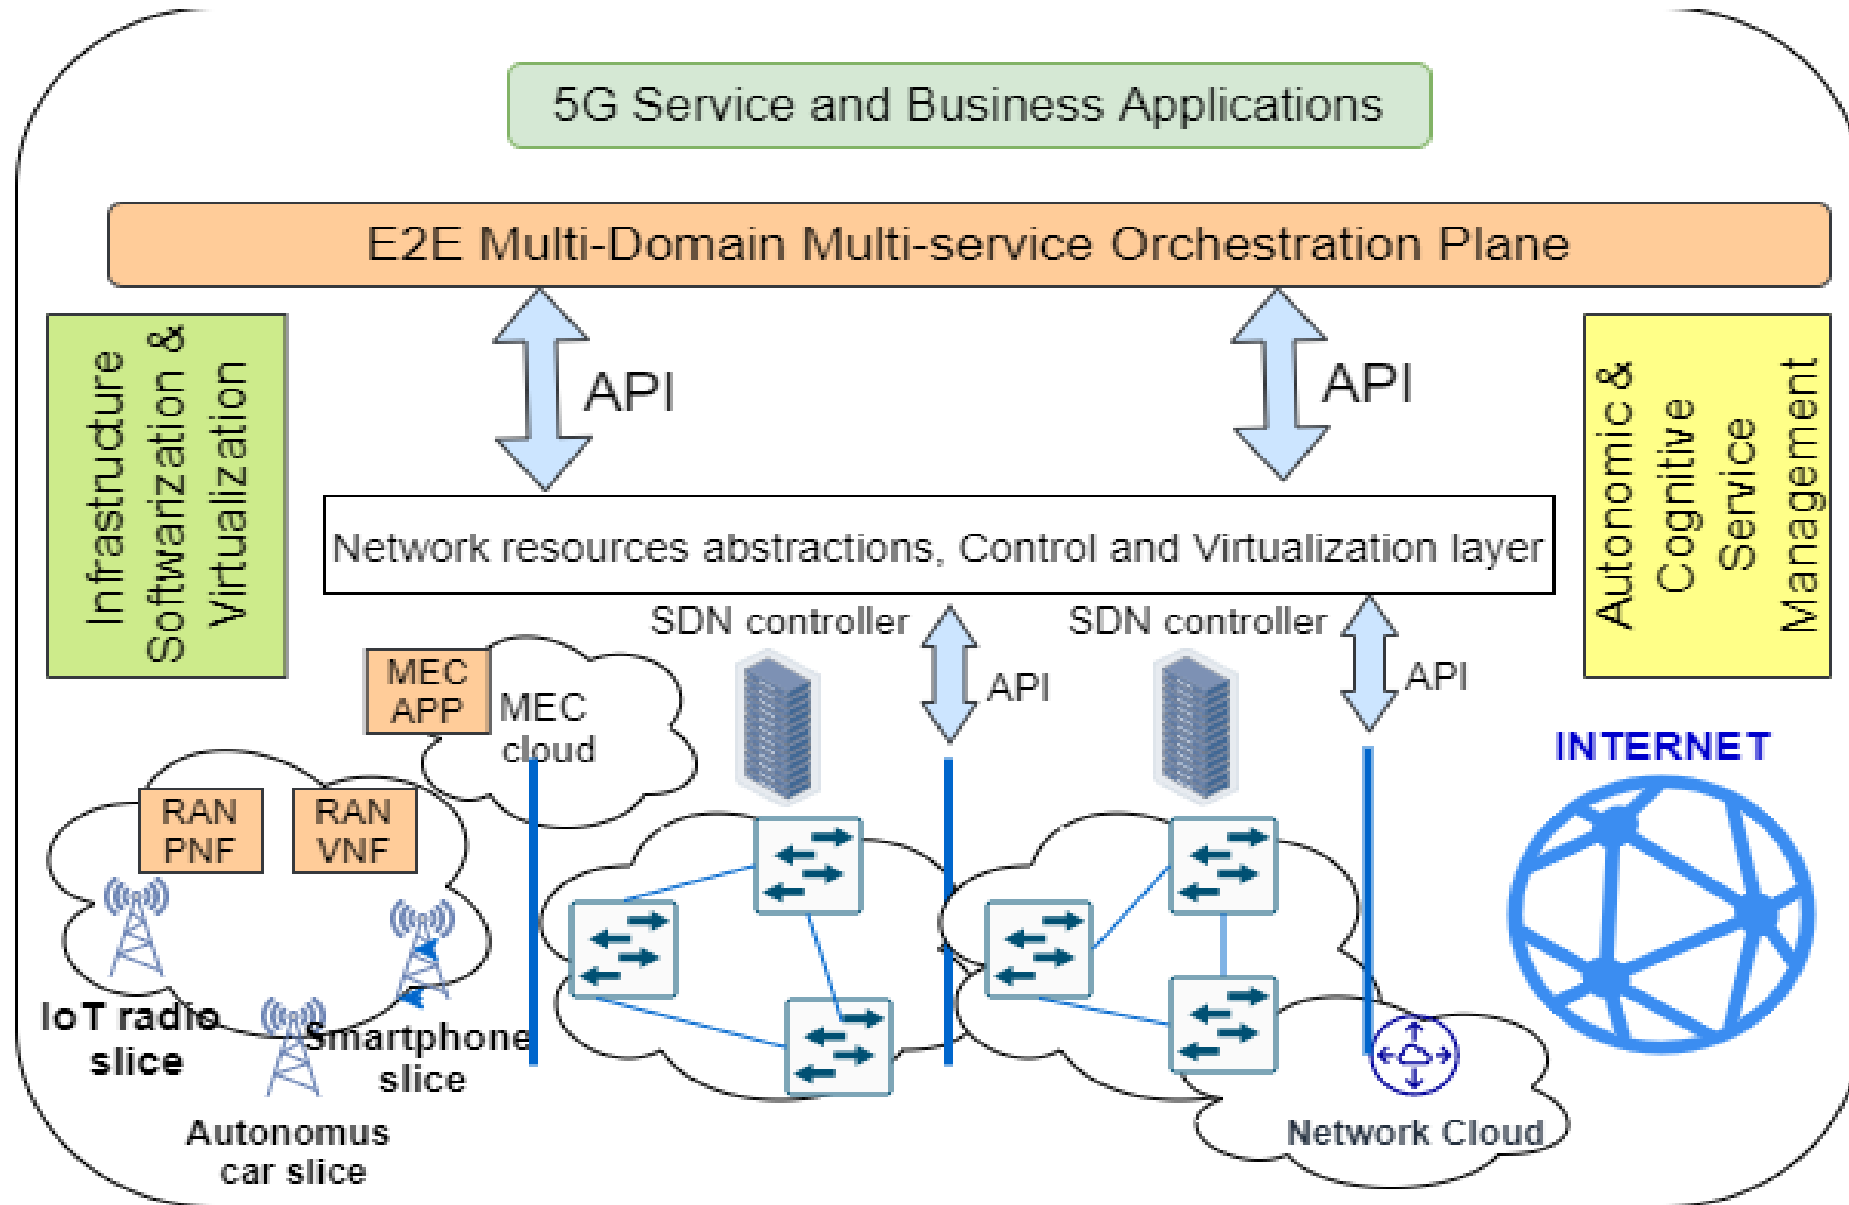 5G Service and Business Applications
E2E Multi-Domain Multi-service Orchestration Plane
Infrastructure
Softwarization &
Virtualization
API
API
Autonomic &
Cognitive
Service
Management
Network resources abstractions, Control and Virtualization layer
SDN controller
API
SDN controller
API
MEC
APP
MEC
cloud
RAN
PNF
RAN
VNF
INTERNET
IoT radio
slice
Smartphone
slice
Autonomus
car slice
Network Cloud